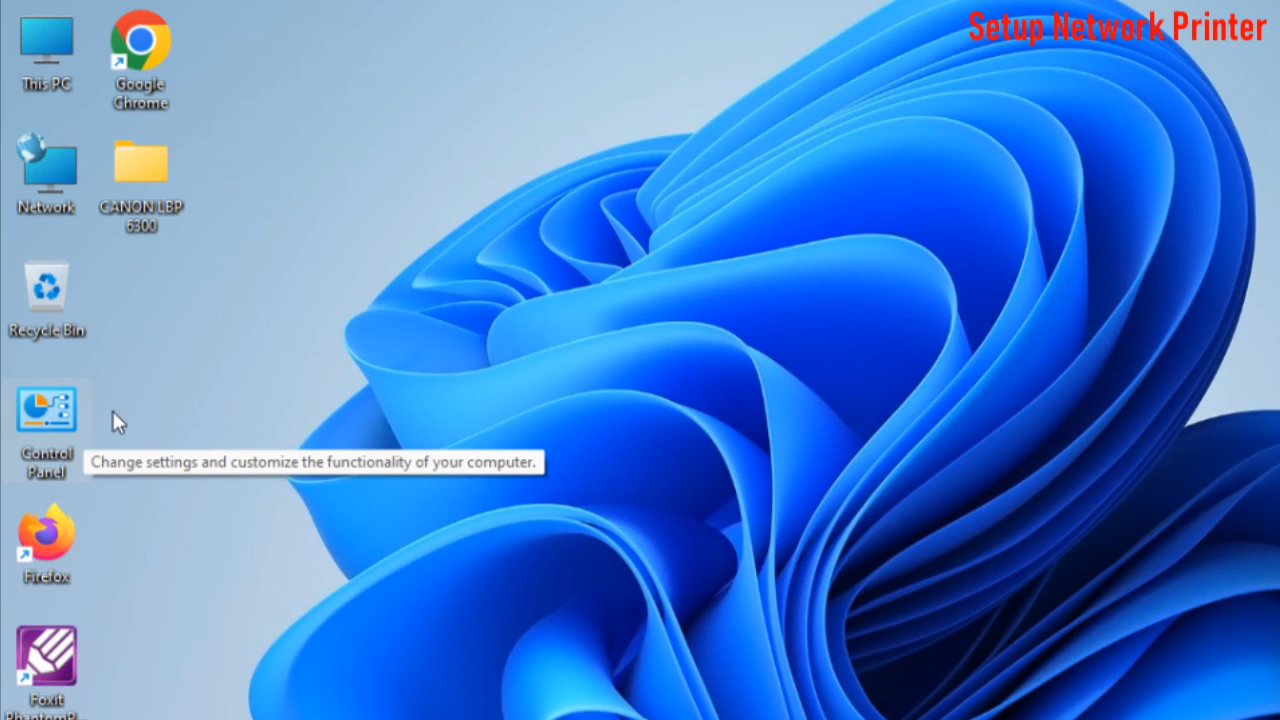 Setup Network Printer
This PC
Google
Chrome
Network
CANON LBP
6300
Recycle Bin
Control
Panel
Change settings and customize the functionality of your computer.
Firefox
Foxit
PhantomP...